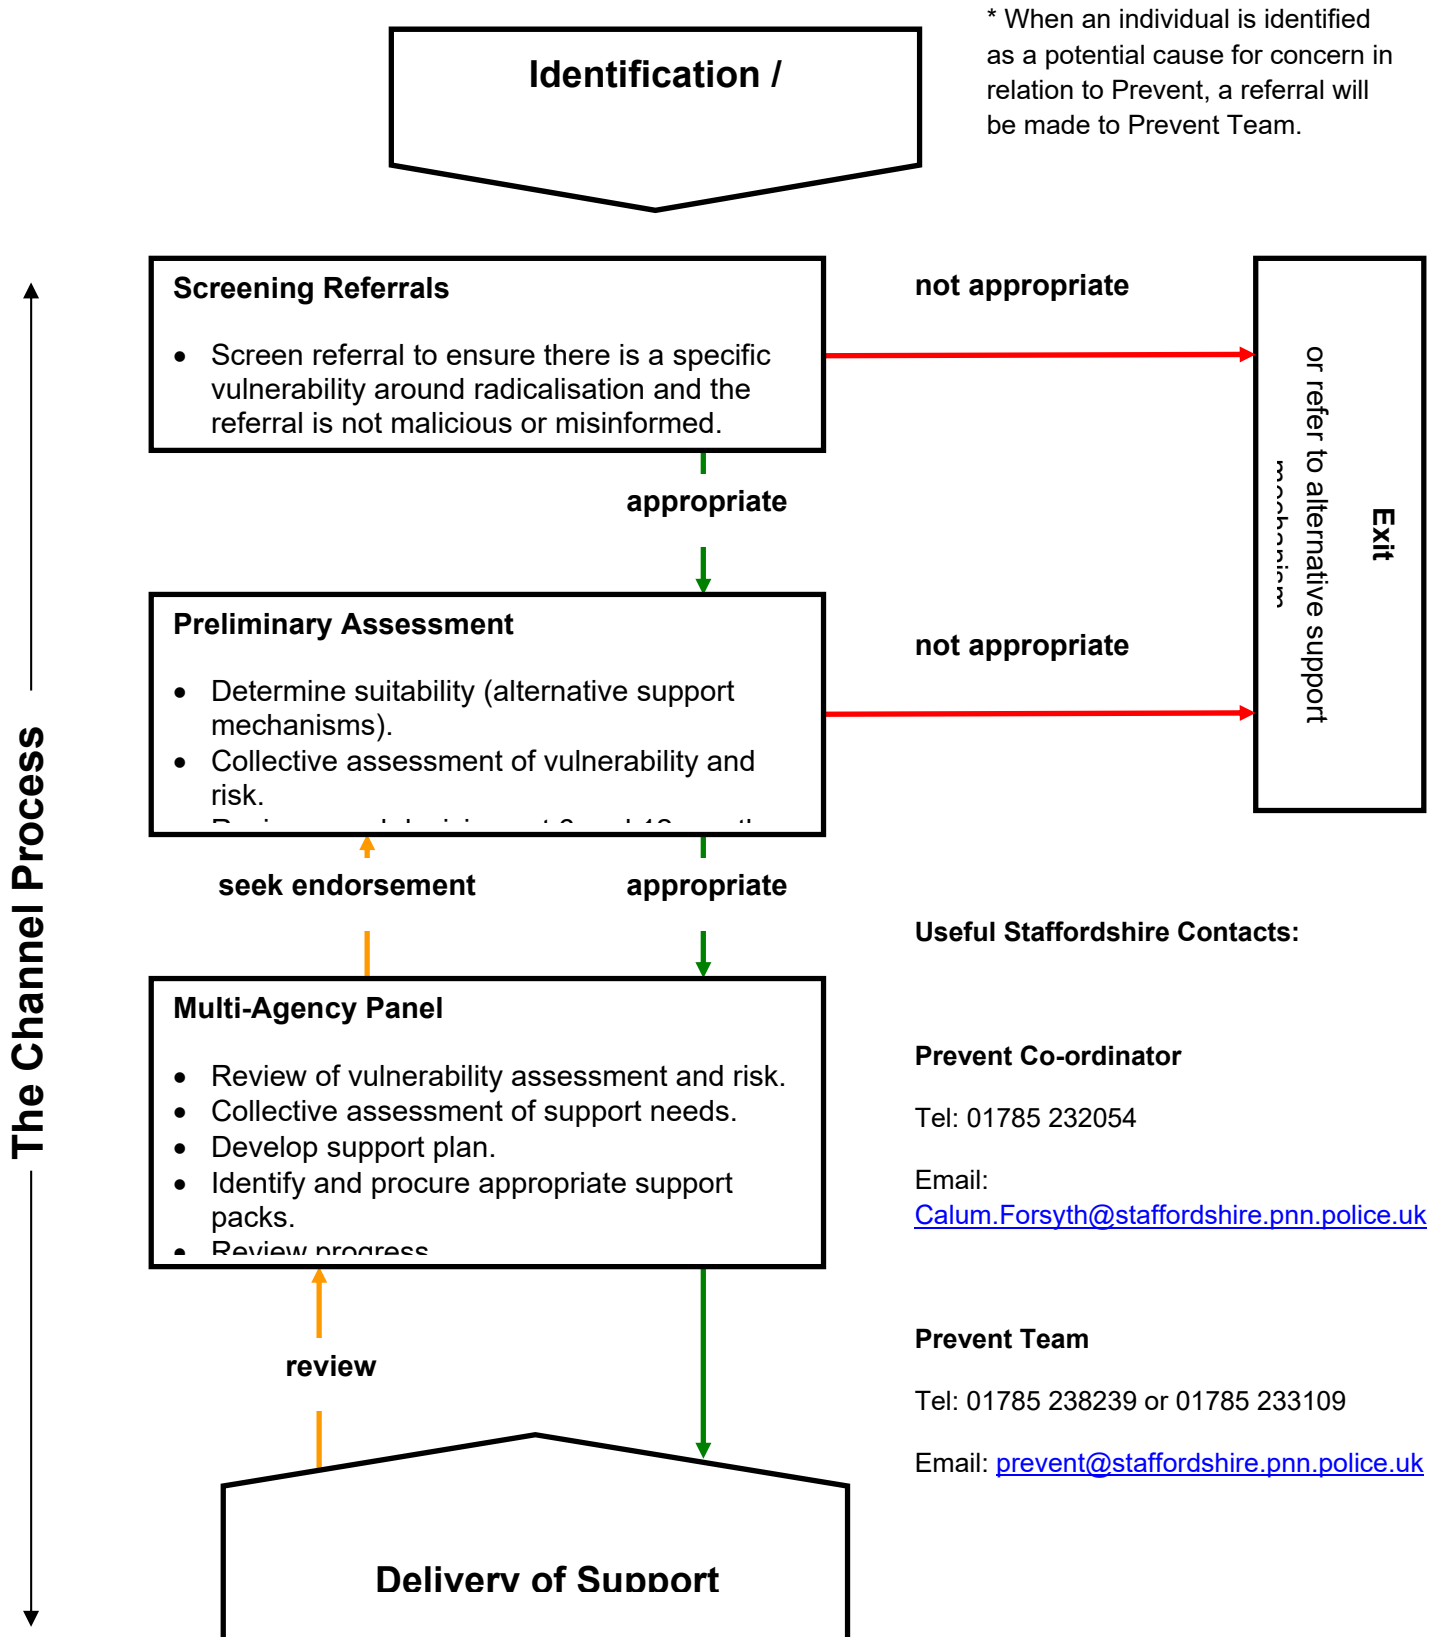 * When an individual is identified
as a potential cause for concern in
relation to Prevent, a referral will
be made to Prevent Team.
Identification /
Screening Referrals
• Screen referral to ensure there is a specific
vulnerability around radicalisation and the
referral is not malicious or misinformed.
not appropriate
appropriate
Exit
or refer to alternative support
mechanism
Preliminary Assessment
• Determine suitability (alternative support
mechanisms).
• Collective assessment of vulnerability and
risk.
not appropriate
seek endorsement
appropriate
Multi-Agency Panel
• Review of vulnerability assessment and risk.
• Collective assessment of support needs.
• Develop support plan.
• Identify and procure appropriate support
packs.
• Review progress
review
Delivery of Support
The Channel Process
Useful Staffordshire Contacts:
Prevent Co-ordinator
Tel: 01785 232054
Email:
Calum.Forsyth@staffordshire.pnn.police.uk
Prevent Team
Tel: 01785 238239 or 01785 233109
Email: prevent@staffordshire.pnn.police.uk